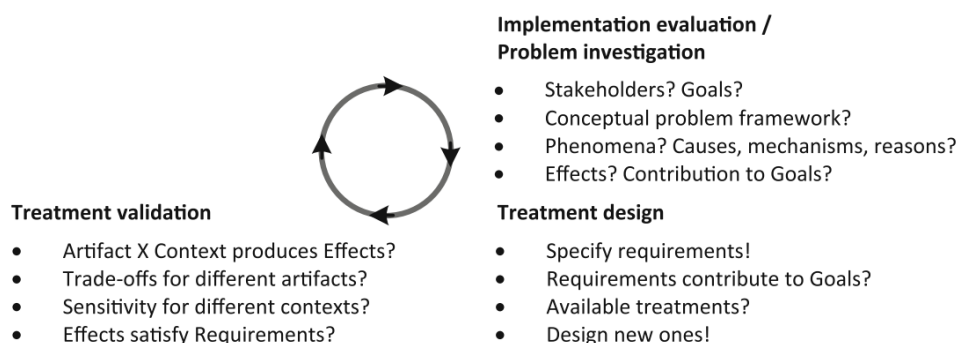 Implementation evaluation /
Problem investigation
• Stakeholders? Goals?
• Conceptual problem framework?
• Phenomena? Causes, mechanisms, reasons?
• Effects? Contribution to Goals?
Treatment validation
• Artifact X Context produces Effects?
• Trade-offs for different artifacts?
• Sensitivity for different contexts?
• Effects satisfy Requirements?
Treatment design
• Specify requirements!
• Requirements contribute to Goals?
• Available treatments?
• Design new ones!